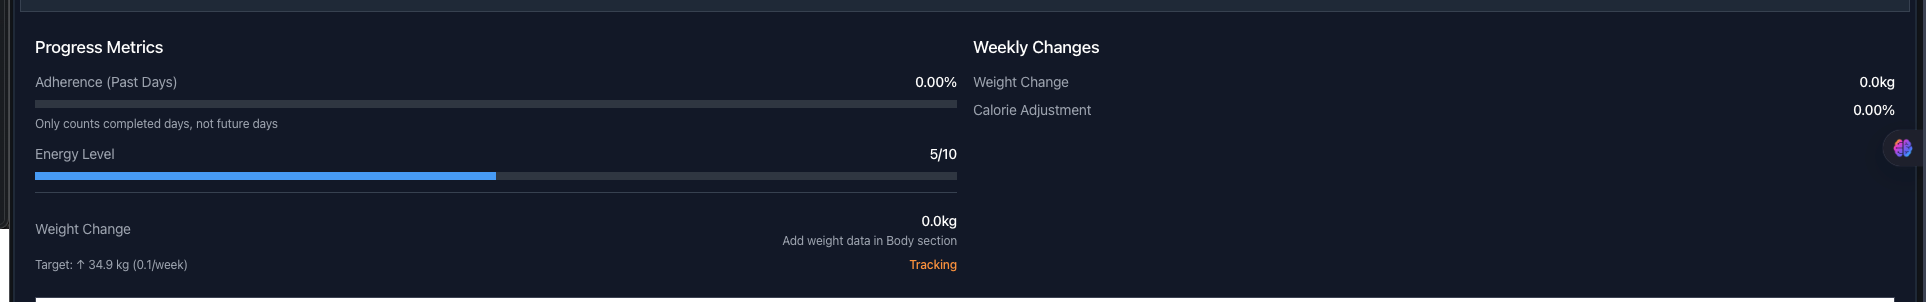 Progress Metrics
Adherence (Past Days) 0.00%
Only counts completed days, not future days
Energy Level 5/10
Weight Change 0.0kg
Add weight data in Body section
Target: ↑ 34.9 kg (0.1/week) Tracking
Weekly Changes
Weight Change 0.0kg
Calorie Adjustment 0.00%